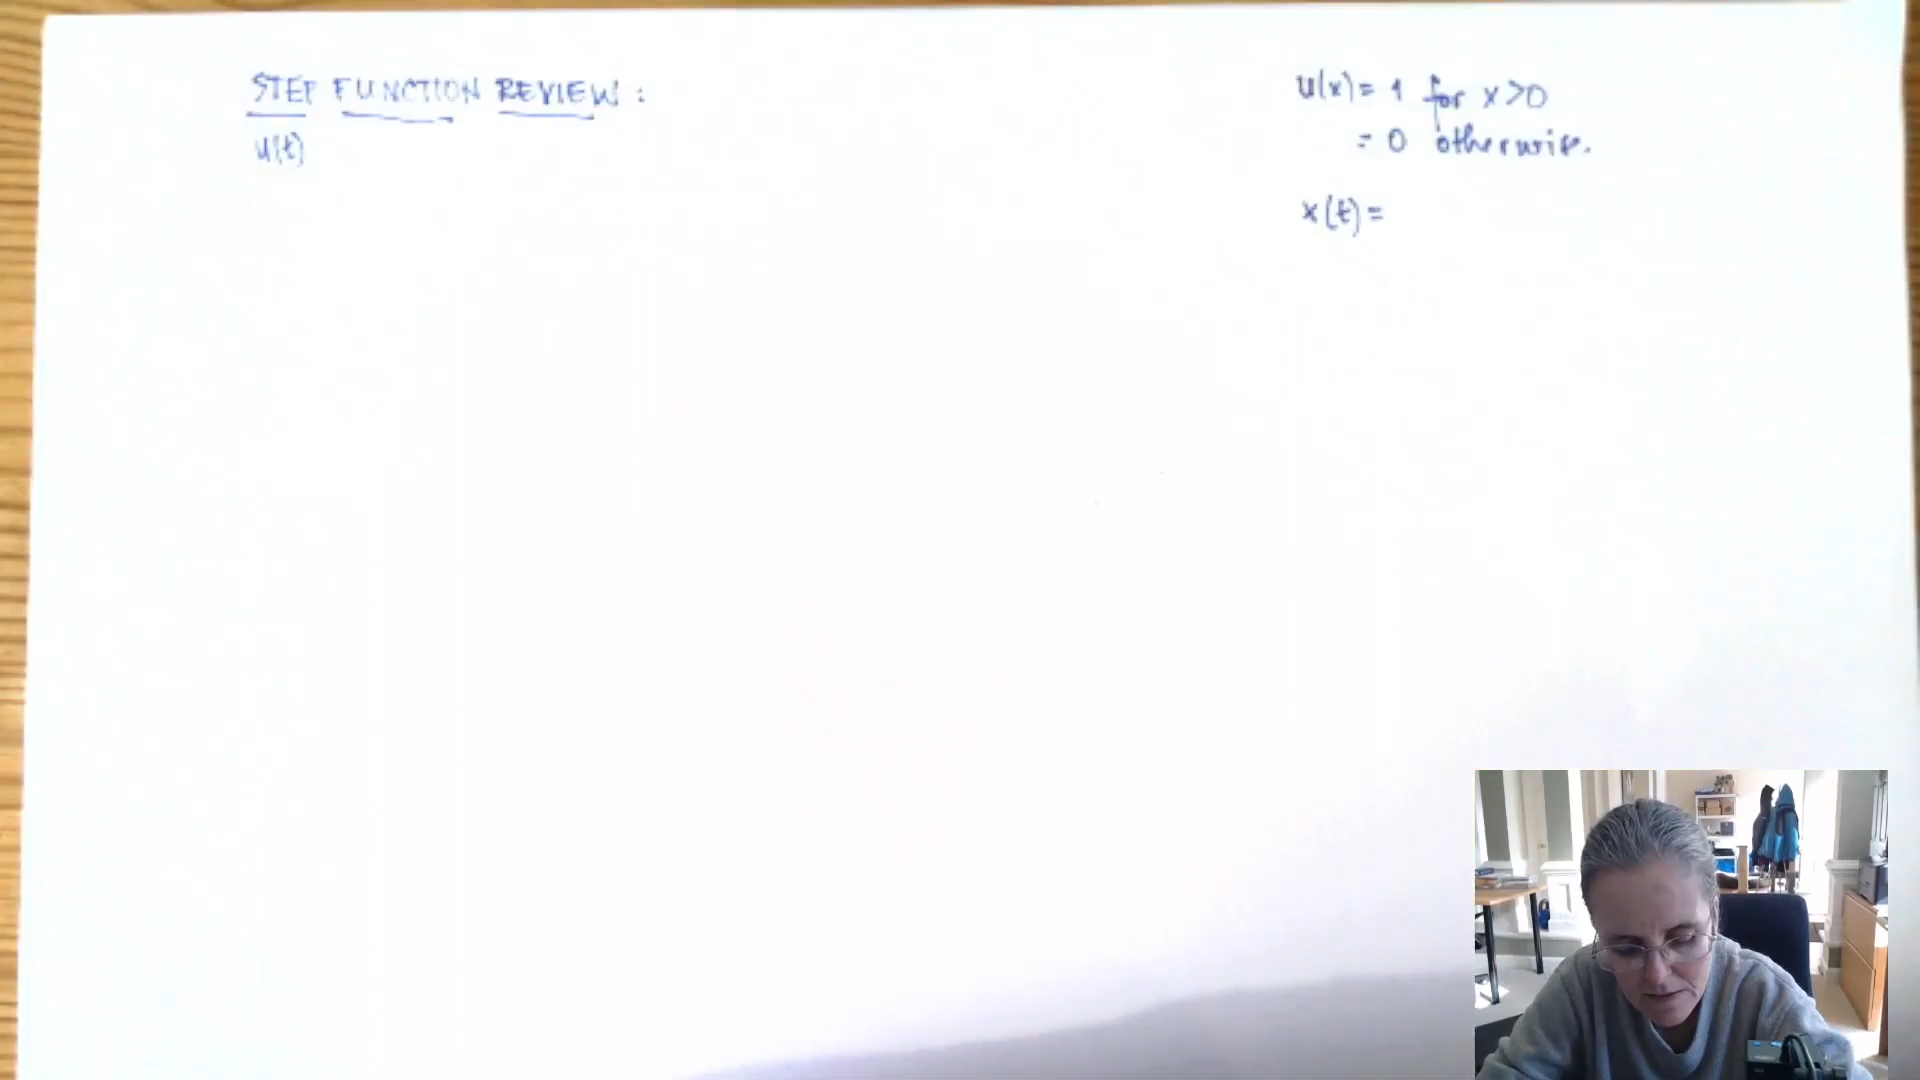 STEP FUNCTION REVIEW :
u(t)
u(x) = 1 for x>0
= 0 otherwise.
x(t) =